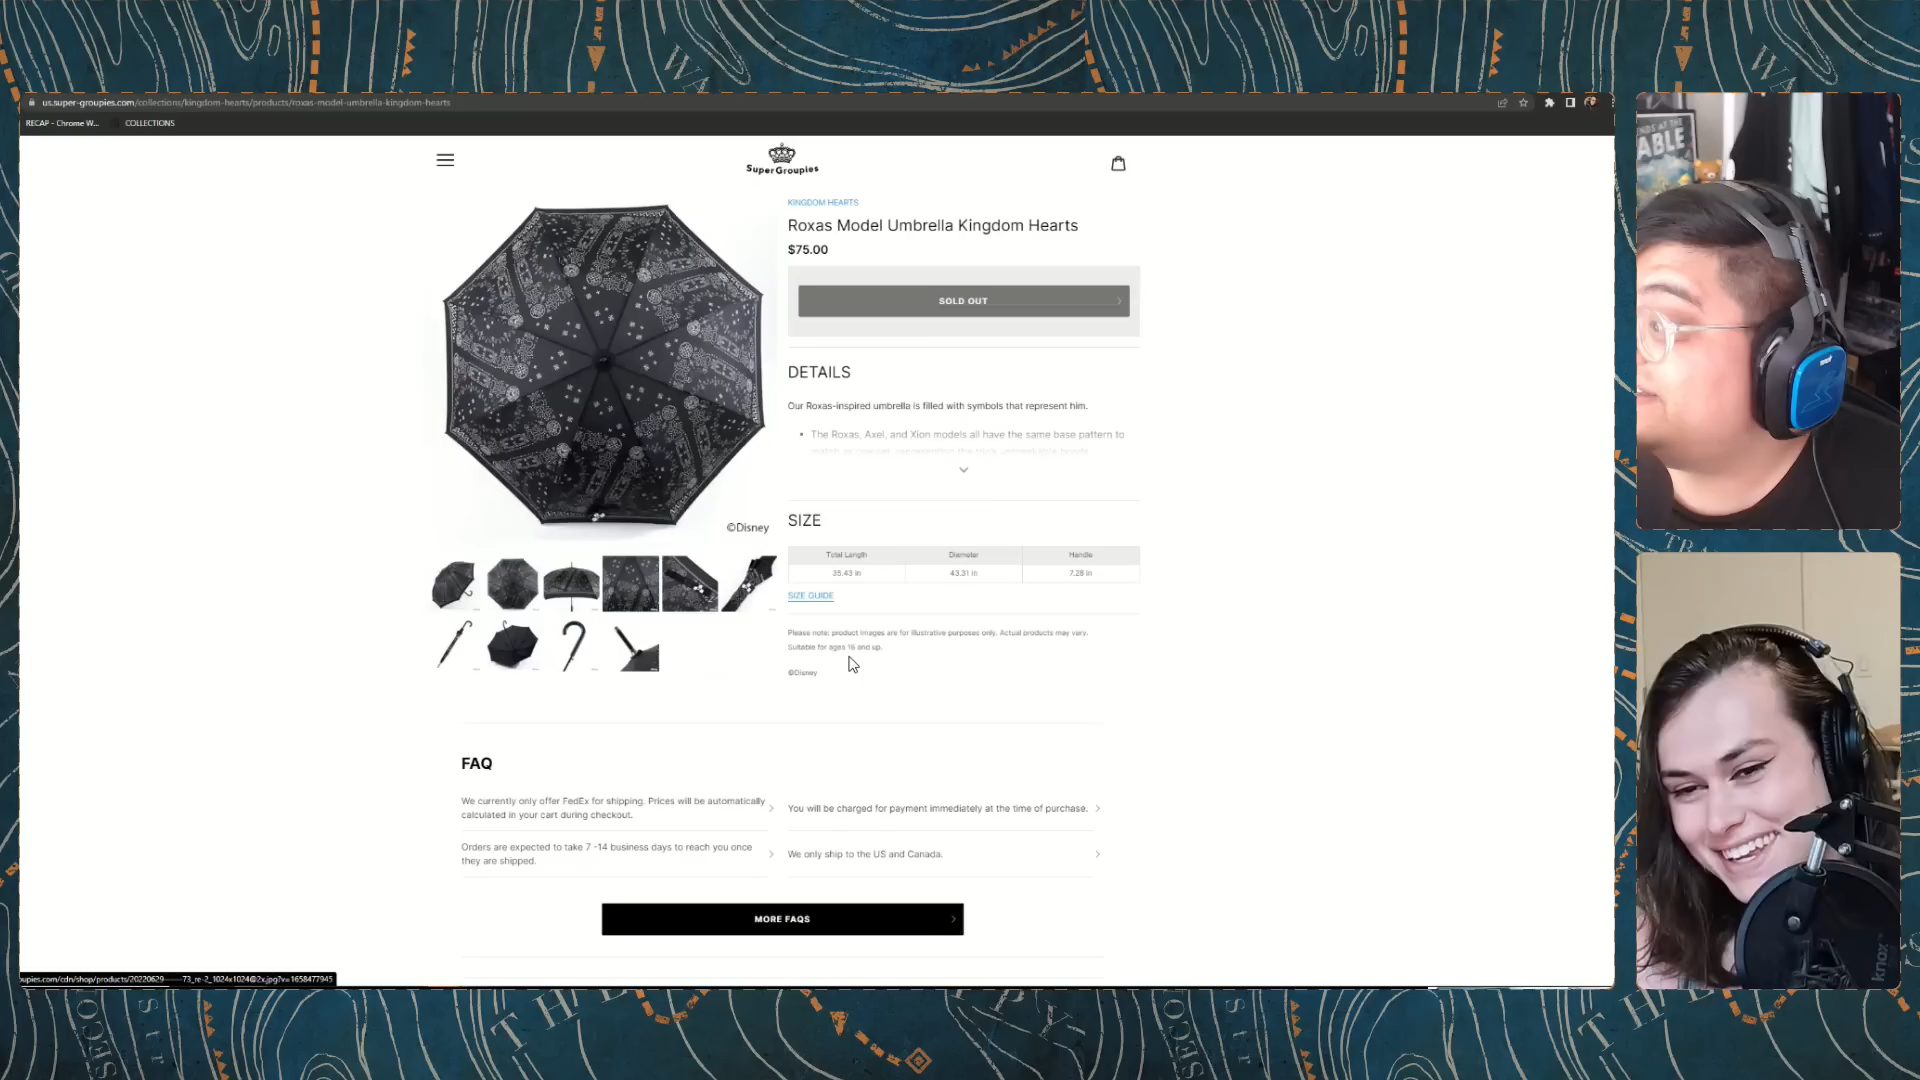 us.super-groupies.com/collections/kingdom-hearts/products/roxas-model-umbrella-kingdom-hearts
RECAP - Chrome W...
COLLECTIONS
SuperGroupies
KINGDOM HEARTS
Roxas Model Umbrella Kingdom Hearts
$75.00
SOLD OUT
DETAILS
Our Roxas-inspired umbrella is filled with symbols that represent him.
• The Roxas, Axel, and Xion models all have the same base pattern to
©Disney
SIZE
Total Length Diameter Handle
35.43 in 43.31 in 7.28 in
SIZE GUIDE
Please note: product images are for illustrative purposes only. Actual products may vary.
Suitable for ages 16 and up.
©Disney
FAQ
We currently only offer FedEx for shipping. Prices will be automatically
calculated in your cart during checkout.
You will be charged for payment immediately at the time of purchase.
Orders are expected to take 7 -14 business days to reach you once
they are shipped.
We only ship to the US and Canada.
MORE FAQS
ABLE
knox